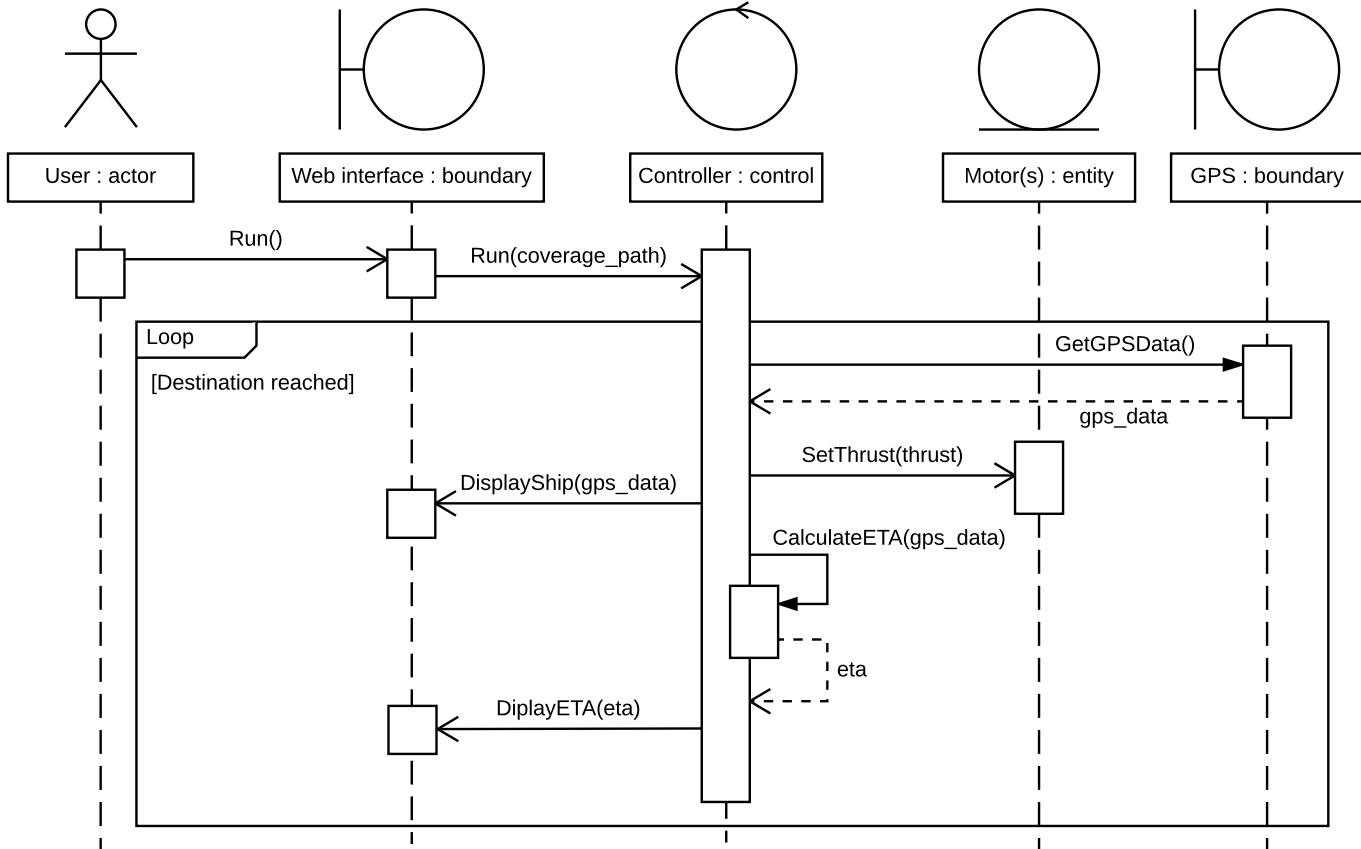 User : actor
Web interface : boundary
Controller : control
Motor(s) : entity
GPS : boundary
Run()
Run(coverage_path)
Loop
GetGPSData()
[Destination reached]
gps_data
SetThrust(thrust)
DisplayShip(gps_data)
CalculateETA(gps_data)
eta
DiplayETA(eta)